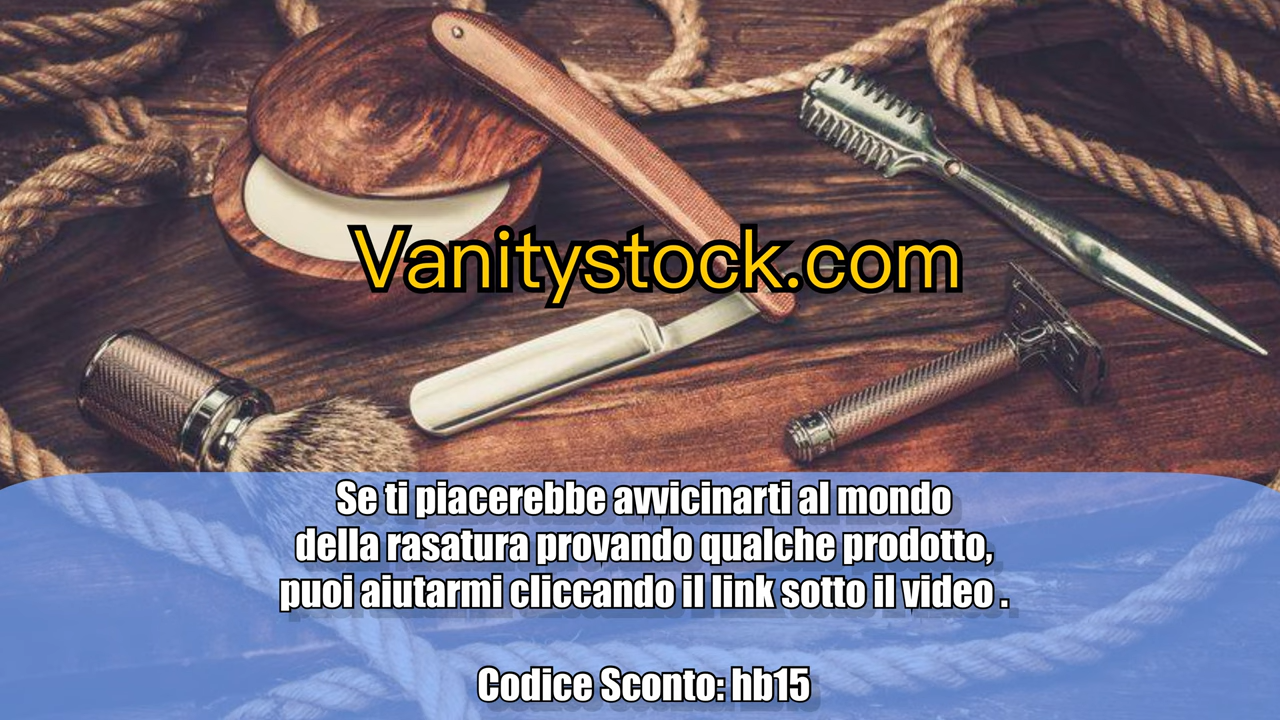 Vanitystock.com
Se ti piacerebbe avvicinarti al mondo
della rasatura provando qualche prodotto,
puoi aiutarmi cliccando il link sotto il video .
Codice Sconto: hb15